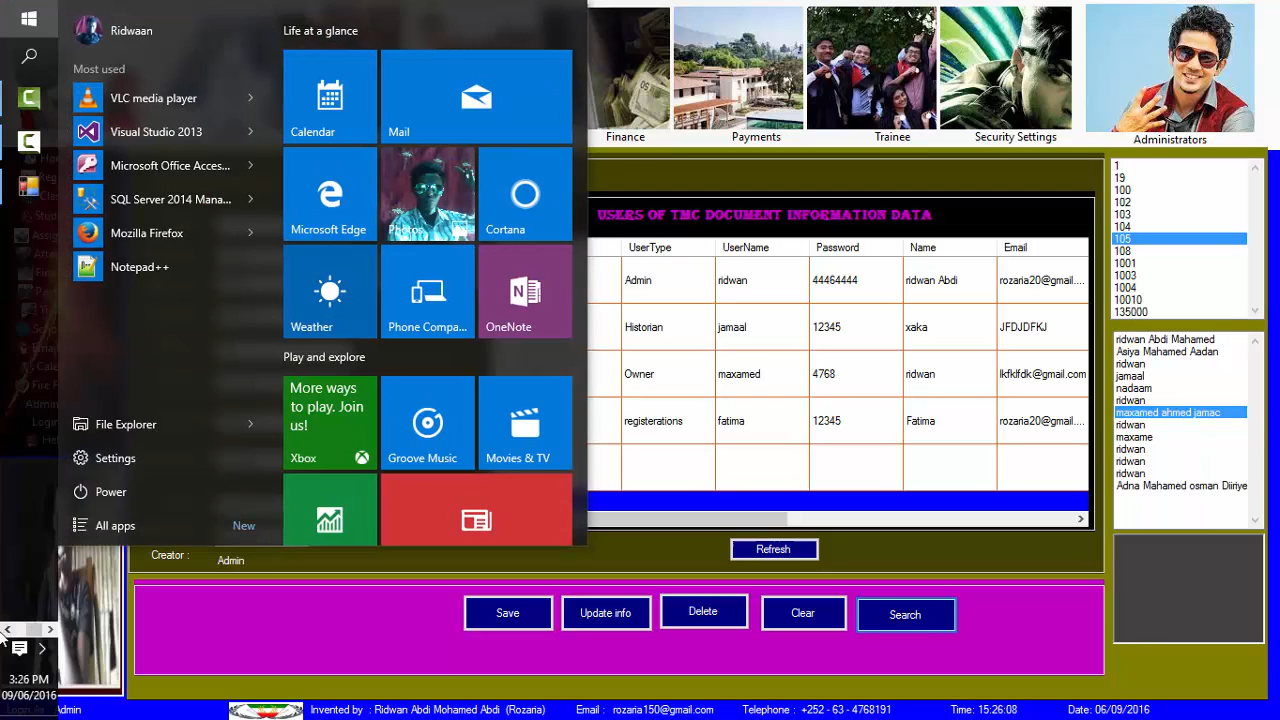 Ridwaan
Most used
VLC media player
Visual Studio 2013
Microsoft Office Acces...
SQL Server 2014 Mana...
Mozilla Firefox
Notepad++
File Explorer
Settings
Power
All apps
New
Life at a glance
Calendar
Mail
Microsoft Edge
Photos
Cortana
Weather
Phone Compa...
OneNote
Play and explore
More ways
to play. Join
us!
Xbox
Groove Music
Movies & TV
Finance
Payments
Trainee
Security Settings
Administrators
USERS OF TMC DOCUMENT INFORMATION DATA
UserType UserName Password Name Email
Admin ridwan 44464444 ridwan Abdi rozaria20@gmail....
Historian jamaal 12345 xaka JFJDJFKJ
Owner maxamed 4768 ridwan lkfklfdk@gmail.com
registerations fatima 12345 Fatima rozaria20@gmail....
Refresh
Creator :
Admin
Save
Update info
Delete
Clear
Search
1
19
100
102
103
104
105
108
1001
1003
1004
10010
135000
ridwan Abdi Mahamed
Asiya Mahamed Aadan
ridwan
jamaal
nadaam
ridwan
maxamed ahmed jamac
ridwan
maxame
ridwan
ridwan
ridwan
Adna Mahamed osman Diiriye
3:26 PM
09/06/2016
Login As Admin
Invented by : Ridwan Abdi Mohamed Abdi (Rozaria)
Email : rozaria150@gmail.com
Telephone : +252 - 63 - 4768191
Time: 15:26:08
Date: 06/09/2016